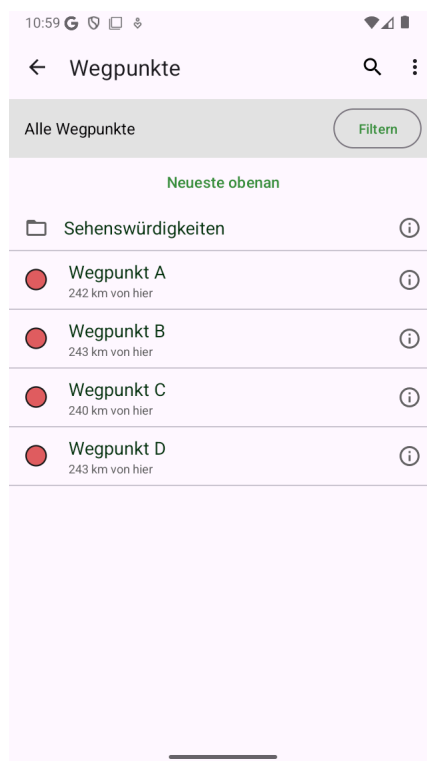 10:59
Wegpunkte
Alle Wegpunkte
Filtern
Neueste obenan
Sehenswürdigkeiten
Wegpunkt A
242 km von hier
Wegpunkt B
243 km von hier
Wegpunkt C
240 km von hier
Wegpunkt D
243 km von hier